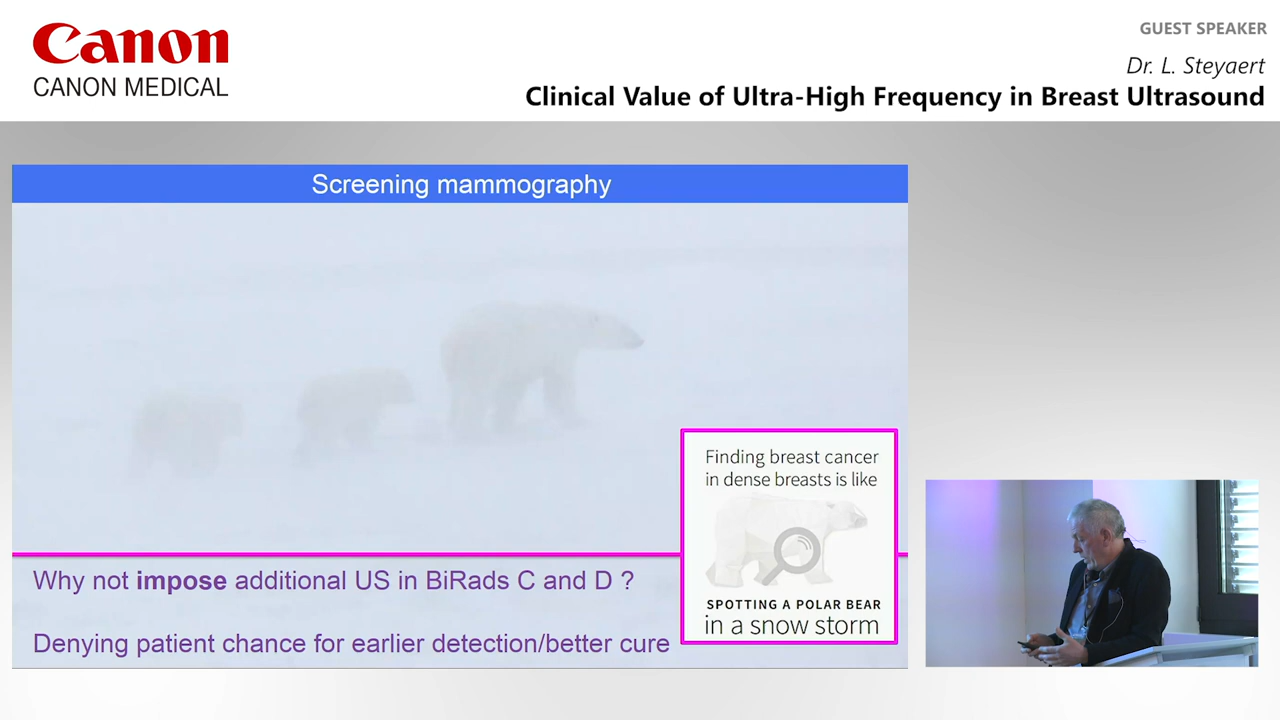 Canon
CANON MEDICAL
GUEST SPEAKER
Dr. L. Steyaert
Clinical Value of Ultra-High Frequency in Breast Ultrasound
Screening mammography
Finding breast cancer
in dense breasts is like
SPOTTING A POLAR BEAR
in a snow storm
Why not impose additional US in BiRads C and D ?
Denying patient chance for earlier detection/better cure